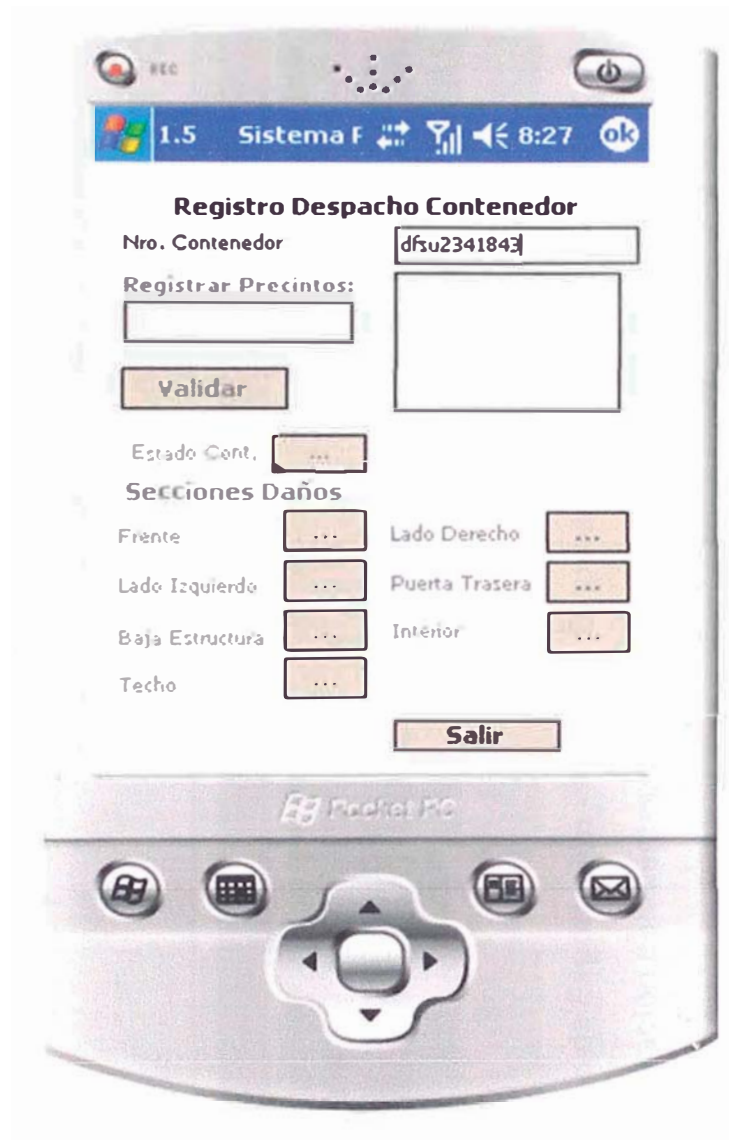 REC
1.5 Sistema F 8:27 ok
Registro Despacho Contenedor
Nro. Contenedor dfsu2341843
Registrar Precintos:
Validar
Estado Cont. ...
Secciones Daños
Frente ... Lado Derecho ...
Lado Izquierdo ... Puerta Trasera ...
Baja Estructura ... Interior ...
Techo ...
Salir
Pocket PC